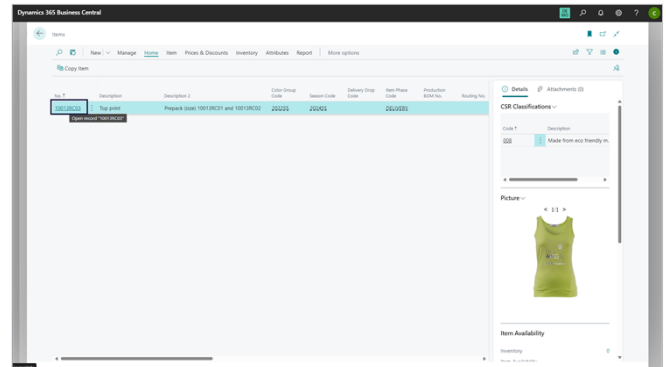 Dynamics 365 Business Central
Items
New Manage Home Item Prices & Discounts Inventory Attributes Report More options
Copy Item
No. ↑ Description Description 2 Color Group Code Season Code Delivery Drop Code Item Phase Code Production BOM No. Routing No.
10013RC03 Top print Prepack (size) 10013RC01 and 10013RC02 DELIVERY
Open record "10013RC03"
Details Attachments (0)
CSR Classifications
Code ↑ Description
008 Made from eco friendly m.
Picture
< 1/1 >
Item Availability
Inventory 0